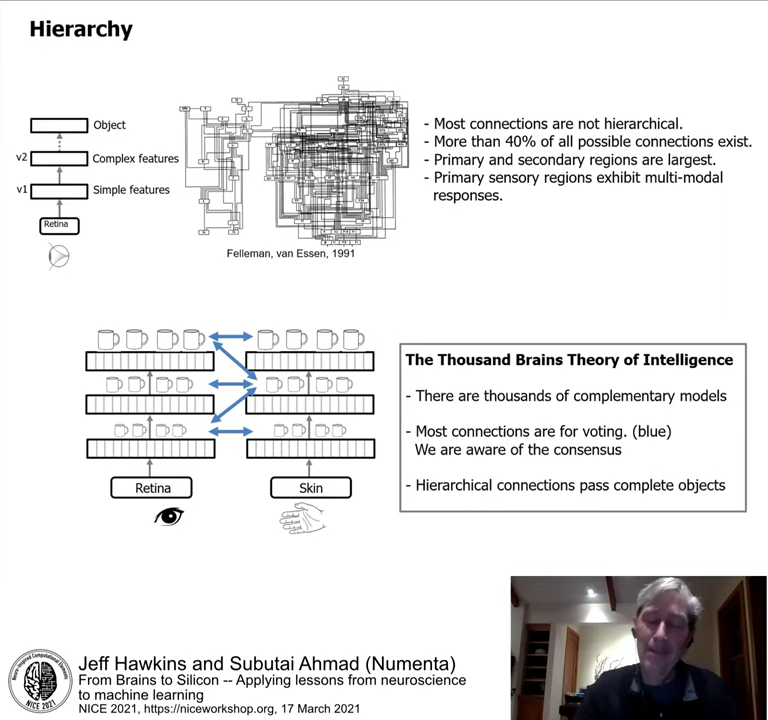 Hierarchy
Object
v2
Complex features
v1
Simple features
Retina
Felleman, van Essen, 1991
- Most connections are not hierarchical.
- More than 40% of all possible connections exist.
- Primary and secondary regions are largest.
- Primary sensory regions exhibit multi-modal
responses.
Retina
Skin
The Thousand Brains Theory of Intelligence
- There are thousands of complementary models
- Most connections are for voting. (blue)
We are aware of the consensus
- Hierarchical connections pass complete objects
NICE 2021
Jeff Hawkins and Subutai Ahmad (Numenta)
From Brains to Silicon -- Applying lessons from neuroscience
to machine learning
NICE 2021, https://niceworkshop.org, 17 March 2021